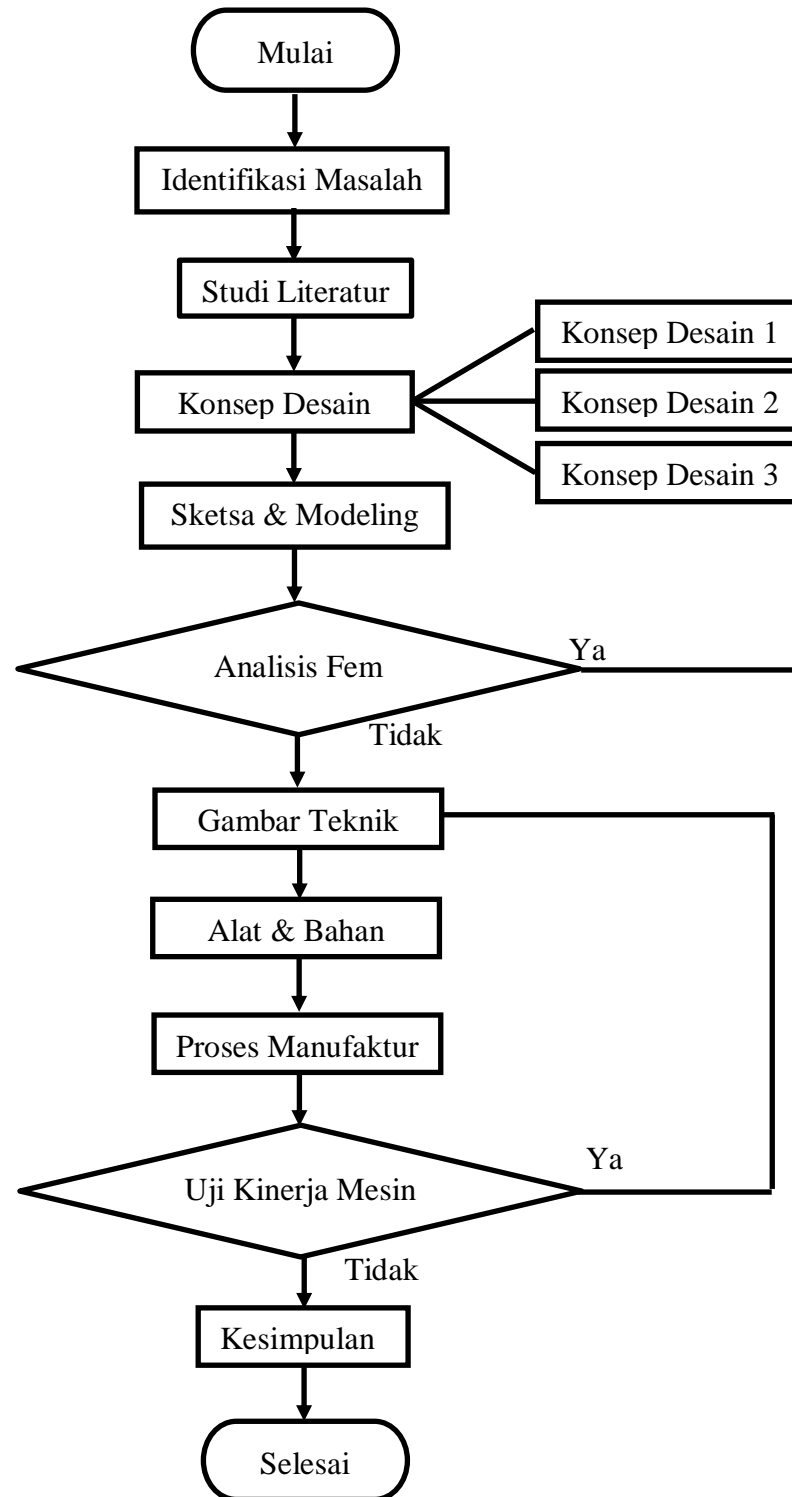 Mulai
Identifikasi Masalah
Studi Literatur
Konsep Desain 1
Konsep Desain
Konsep Desain 2
Konsep Desain 3
Sketsa & Modeling
Analisis Fem
Ya
Tidak
Gambar Teknik
Alat & Bahan
Proses Manufaktur
Uji Kinerja Mesin
Ya
Tidak
Kesimpulan
Selesai